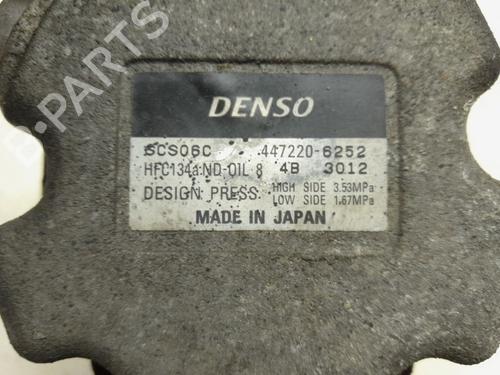 B-PARTS
DENSO
SCS06C 447220-6252
HFC134a:ND-OIL 8 4B 3012
DESIGN PRESS HIGH SIDE 3.53MPa
LOW SIDE 1.67MPa
MADE IN JAPAN